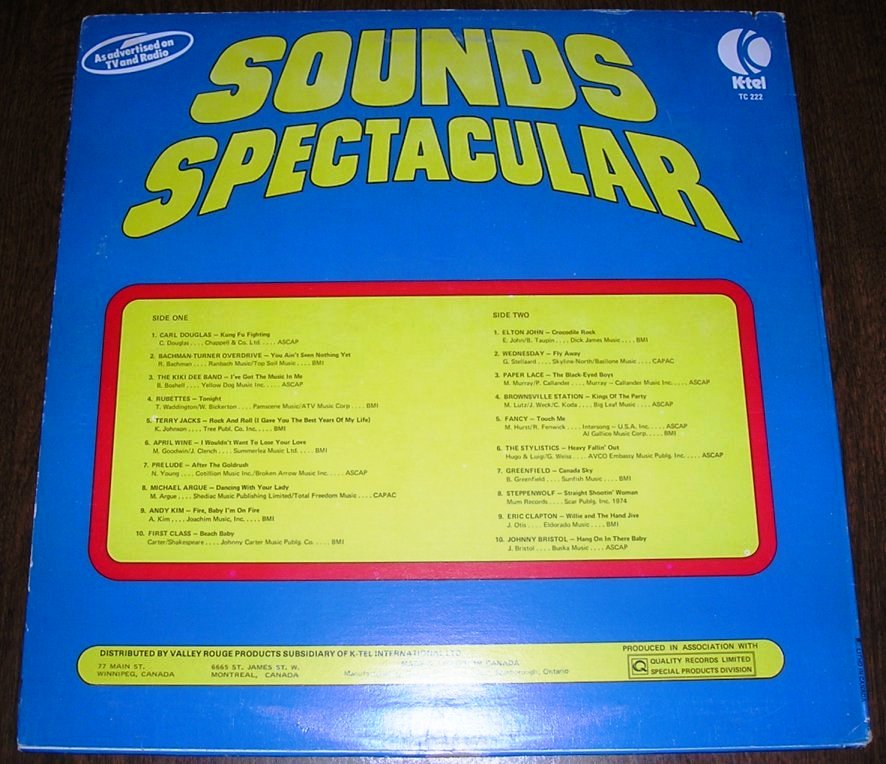 As advertised on
TV and Radio
SOUNDS
SPECTACULAR
K-tel
TC 222
SIDE ONE
1. CARL DOUGLAS – Kung Fu Fighting
C. Douglas . . . . Chappell & Co. Ltd. . . . . ASCAP
2. BACHMAN-TURNER OVERDRIVE – You Ain't Seen Nothing Yet
R. Bachman . . . . Ranbach Music/Top Soil Music . . . . BMI
3. THE KIKI DEE BAND – I've Got The Music In Me
B. Boshell . . . . Yellow Dog Music Inc. . . . . ASCAP
4. RUBETTES – Tonight
T. Waddington/W. Bickerton . . . . Pamscene Music/ATV Music Corp . . . . BMI
5. TERRY JACKS – Rock And Roll (I Gave You The Best Years Of My Life)
K. Johnson . . . . Tree Publ. Co. Inc. . . . . BMI
6. APRIL WINE – I Wouldn't Want To Lose Your Love
M. Goodwin/J. Clench . . . . Summerlea Music Ltd. . . . . BMI
7. PRELUDE – After The Goldrush
N. Young . . . . Cotillion Music Inc./Broken Arrow Music Inc. . . . . ASCAP
8. MICHAEL ARGUE – Dancing With Your Lady
M. Argue . . . . Shediac Music Publishing Limited/Total Freedom Music . . . . CAPAC
9. ANDY KIM – Fire, Baby I'm On Fire
A. Kim . . . . Joachim Music, Inc. . . . . BMI
10. FIRST CLASS – Beach Baby
Carter/Shakespeare . . . . Johnny Carter Music Publg. Co. . . . . BMI
SIDE TWO
1. ELTON JOHN – Crocodile Rock
E. John/B. Taupin . . . . Dick James Music . . . . BMI
2. WEDNESDAY – Fly Away
G. Stellaard . . . . Skyline North/Basilone Music . . . . CAPAC
3. PAPER LACE – The Black-Eyed Boys
M. Murray/P. Callander . . . . Murray – Callander Music Inc. . . . . ASCAP
4. BROWNSVILLE STATION – Kings Of The Party
M. Lutz/J. Weck/C. Koda . . . . Big Leaf Music . . . . ASCAP
5. FANCY – Touch Me
M. Hurst/R. Fenwick . . . . Intersong – U.S.A. Inc. . . . . ASCAP
Al Gallico Music Corp. . . . . BMI
6. THE STYLISTICS – Heavy Fallin' Out
Hugo & Luigi/G. Weiss . . . . AVCO Embassy Music Publg. Inc. . . . . ASCAP
7. GREENFIELD – Canada Sky
B. Greenfield . . . . Sunfish Music . . . . BMI
8. STEPPENWOLF – Straight Shootin' Woman
Mum Records . . . . Scar Publg. Inc. 1974
9. ERIC CLAPTON – Willie and The Hand Jive
J. Otis . . . . Eldorado Music . . . . BMI
10. JOHNNY BRISTOL – Hang On In There Baby
J. Bristol . . . . Buska Music . . . . ASCAP
DISTRIBUTED BY VALLEY ROUGE PRODUCTS SUBSIDIARY OF K-TEL INTERNATIONAL LTD.
77 MAIN ST.
WINNIPEG, CANADA
6665 ST. JAMES ST. W.
MONTREAL, CANADA
CANADA
Scarborough, Ontario
PRODUCED IN ASSOCIATION WITH
Q QUALITY RECORDS LIMITED
SPECIAL PRODUCTS DIVISION